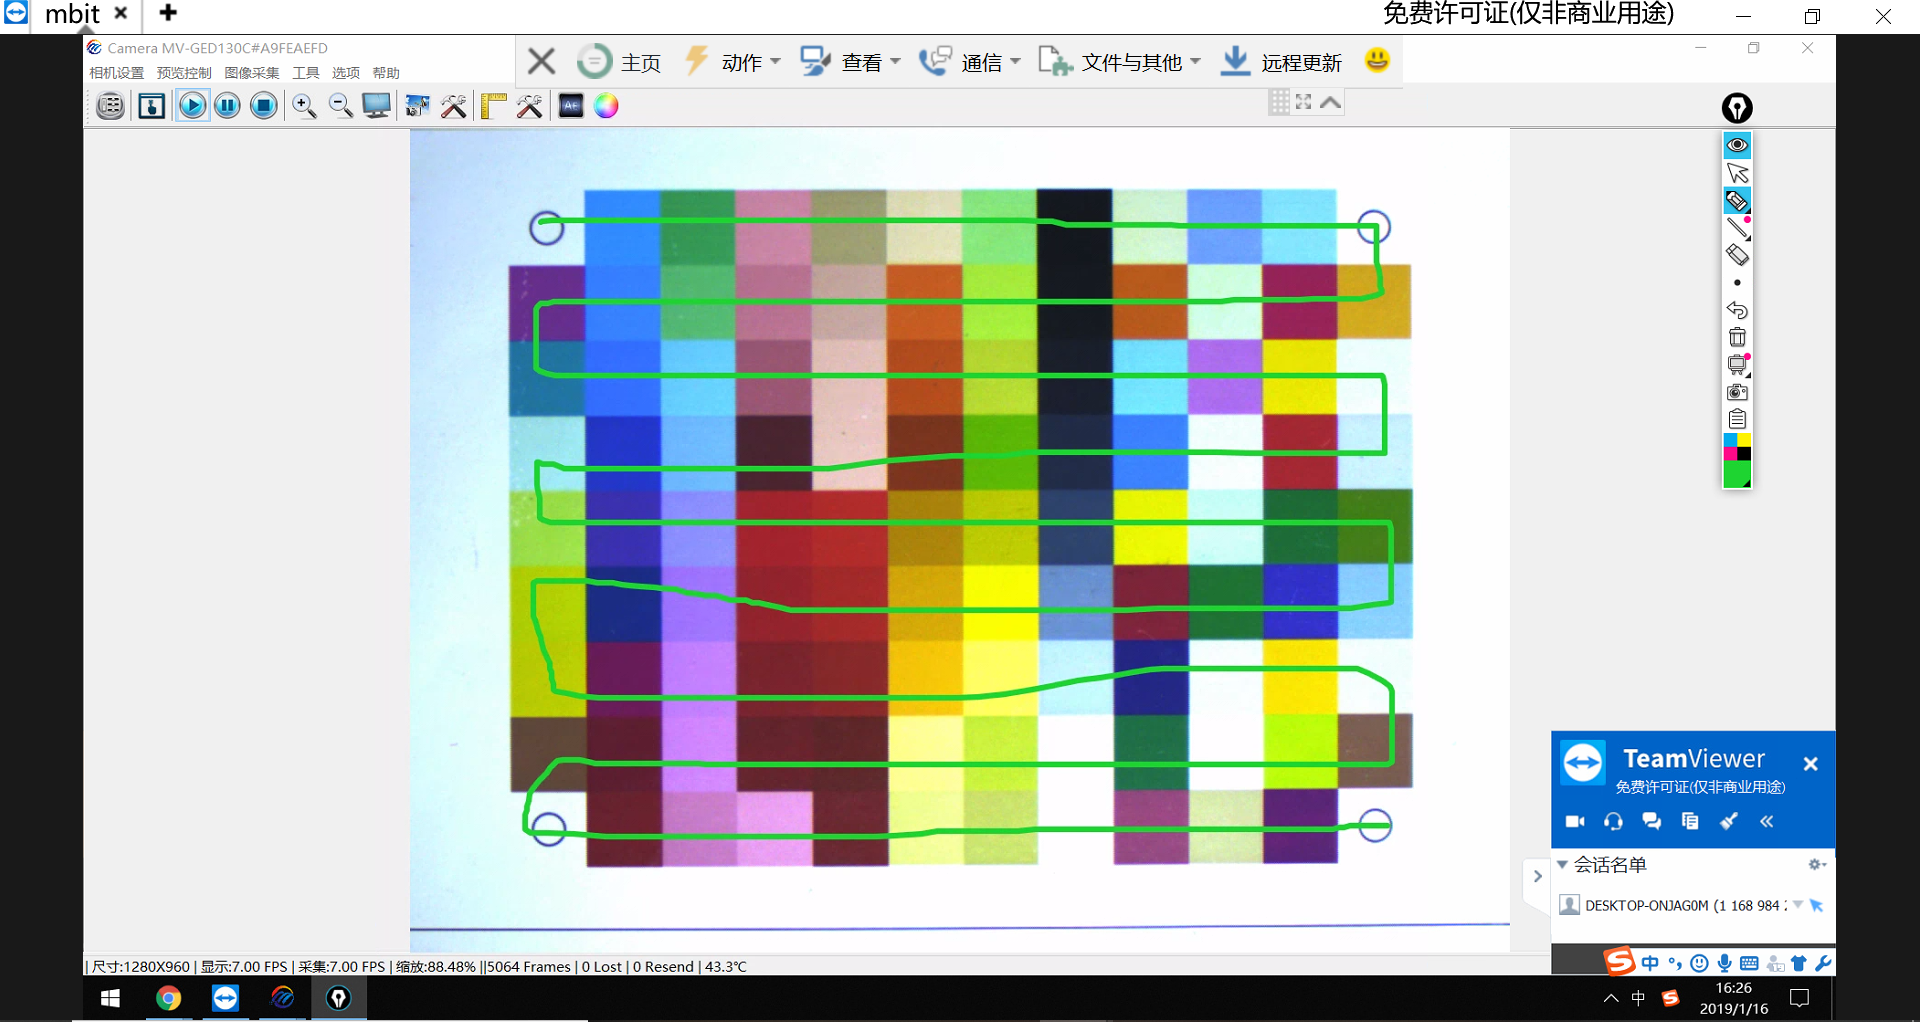 mbit
免费许可证(仅非商业用途)
Camera MV-GED130C#A9FEAEFD
相机设置 预览控制 图像采集 工具 选项 帮助
主页 动作 查看 通信 文件与其他 远程更新
AE
TeamViewer
免费许可证(仅非商业用途)
会话名单
DESKTOP-ONJAG0M (1 168 984
| 尺寸:1280X960 | 显示:7.00 FPS | 采集:7.00 FPS | 缩放:88.48% ||5064 Frames | 0 Lost | 0 Resend | 43.3℃
S 中
中 S
16:26
2019/1/16